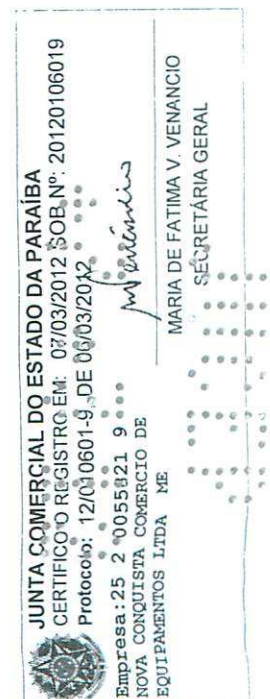 JUNTA COMERCIAL DO ESTADO DA PARAÍBA
CERTIFICO O REGISTRO EM: 07/03/2012 SOB Nº: 20120106019
Protocolo: 12/010601-9, DE 06/03/2012
Empresa:25 2 0055821 9
NOVA CONQUISTA COMERCIO DE
EQUIPAMENTOS LTDA ME
MARIA DE FATIMA V. VENANCIO
SECRETÁRIA GERAL